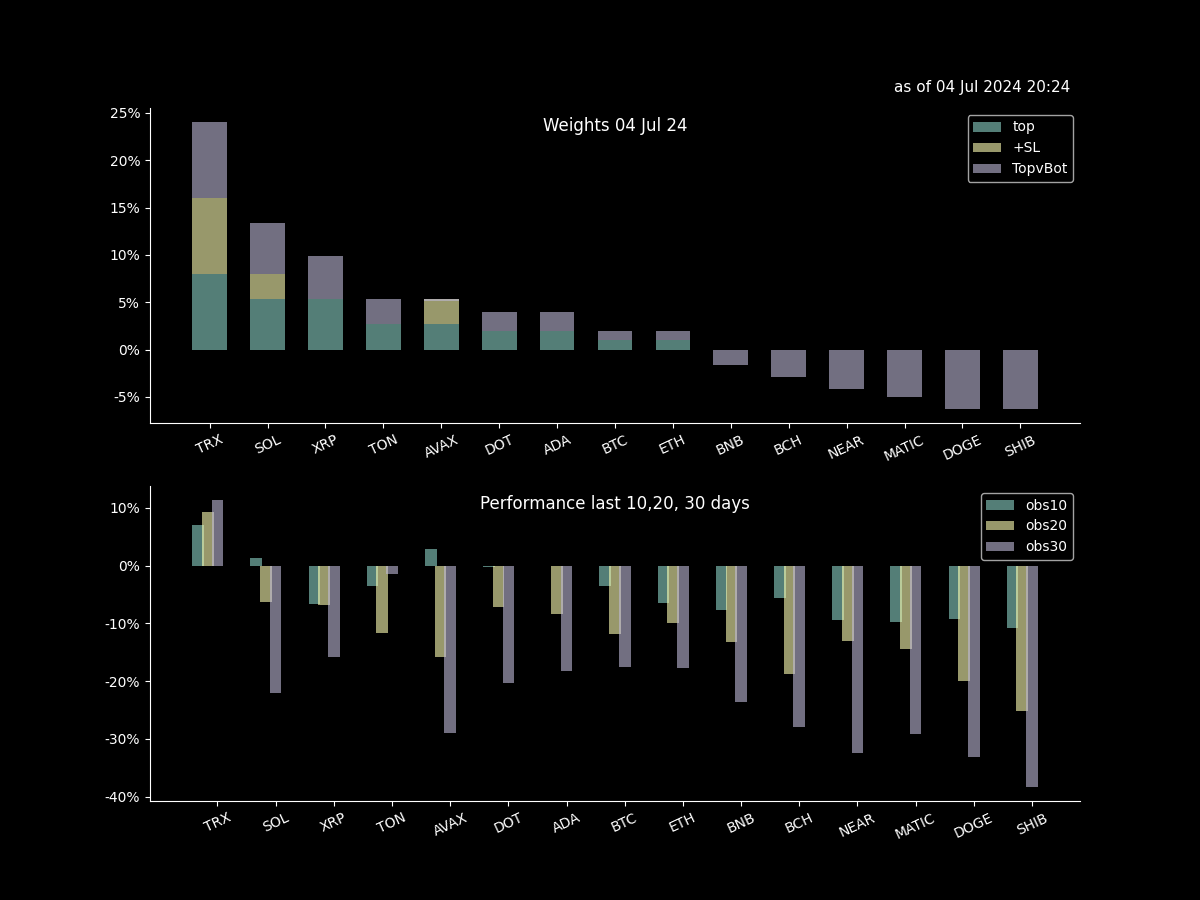 as of 04 Jul 2024 20:24
Weights 04 Jul 24
top
+SL
TopvBot
25%
20%
15%
10%
5%
0%
-5%
TRX SOL XRP TON AVAX DOT ADA BTC ETH BNB BCH NEAR MATIC DOGE SHIB
Performance last 10,20, 30 days
obs10
obs20
obs30
10%
0%
-10%
-20%
-30%
-40%
TRX SOL XRP TON AVAX DOT ADA BTC ETH BNB BCH NEAR MATIC DOGE SHIB